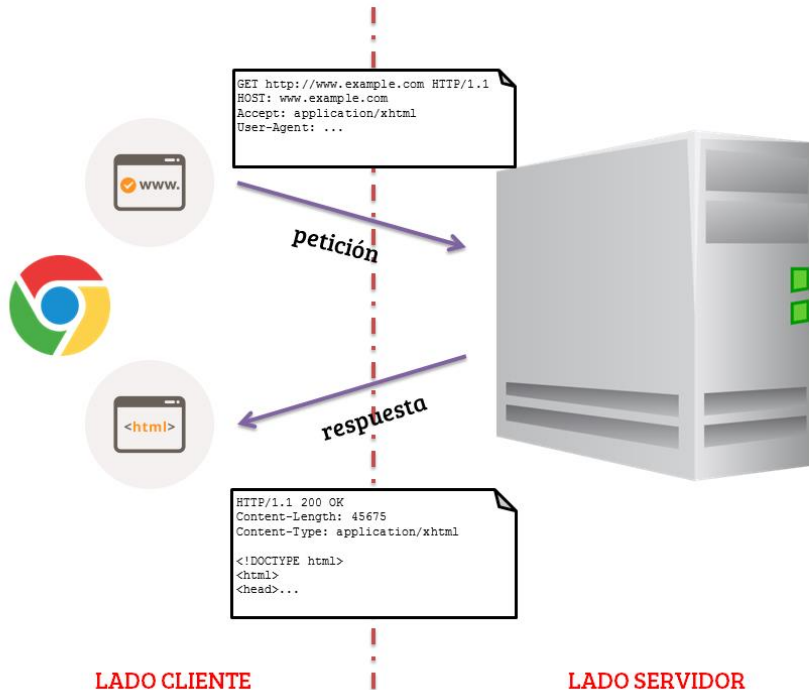 GET http://www.example.com HTTP/1.1
HOST: www.example.com
Accept: application/xhtml
User-Agent: ...
www.
petición
respuesta
<html>
HTTP/1.1 200 OK
Content-Length: 45675
Content-Type: application/xhtml
<!DOCTYPE html>
<html>
<head>...
LADO CLIENTE
LADO SERVIDOR